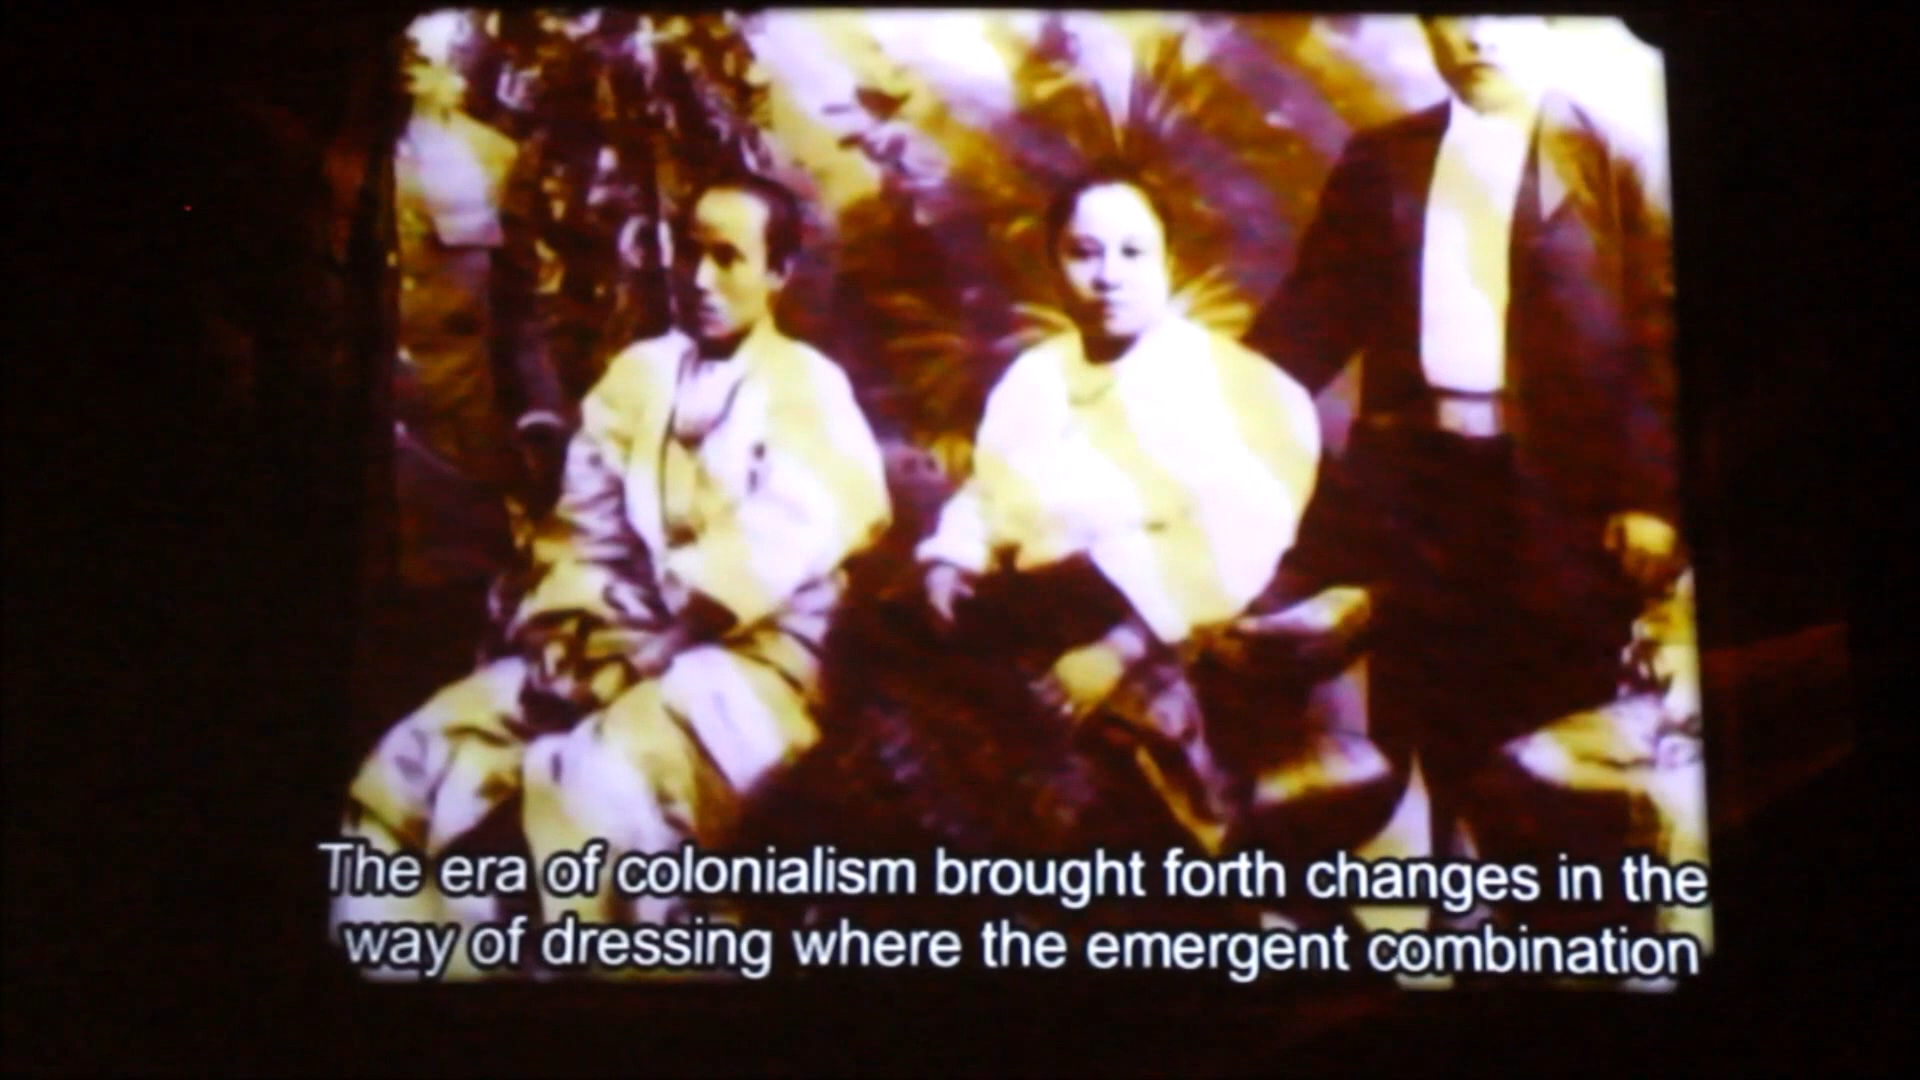 The era of colonialism brought forth changes in the
way of dressing where the emergent combination